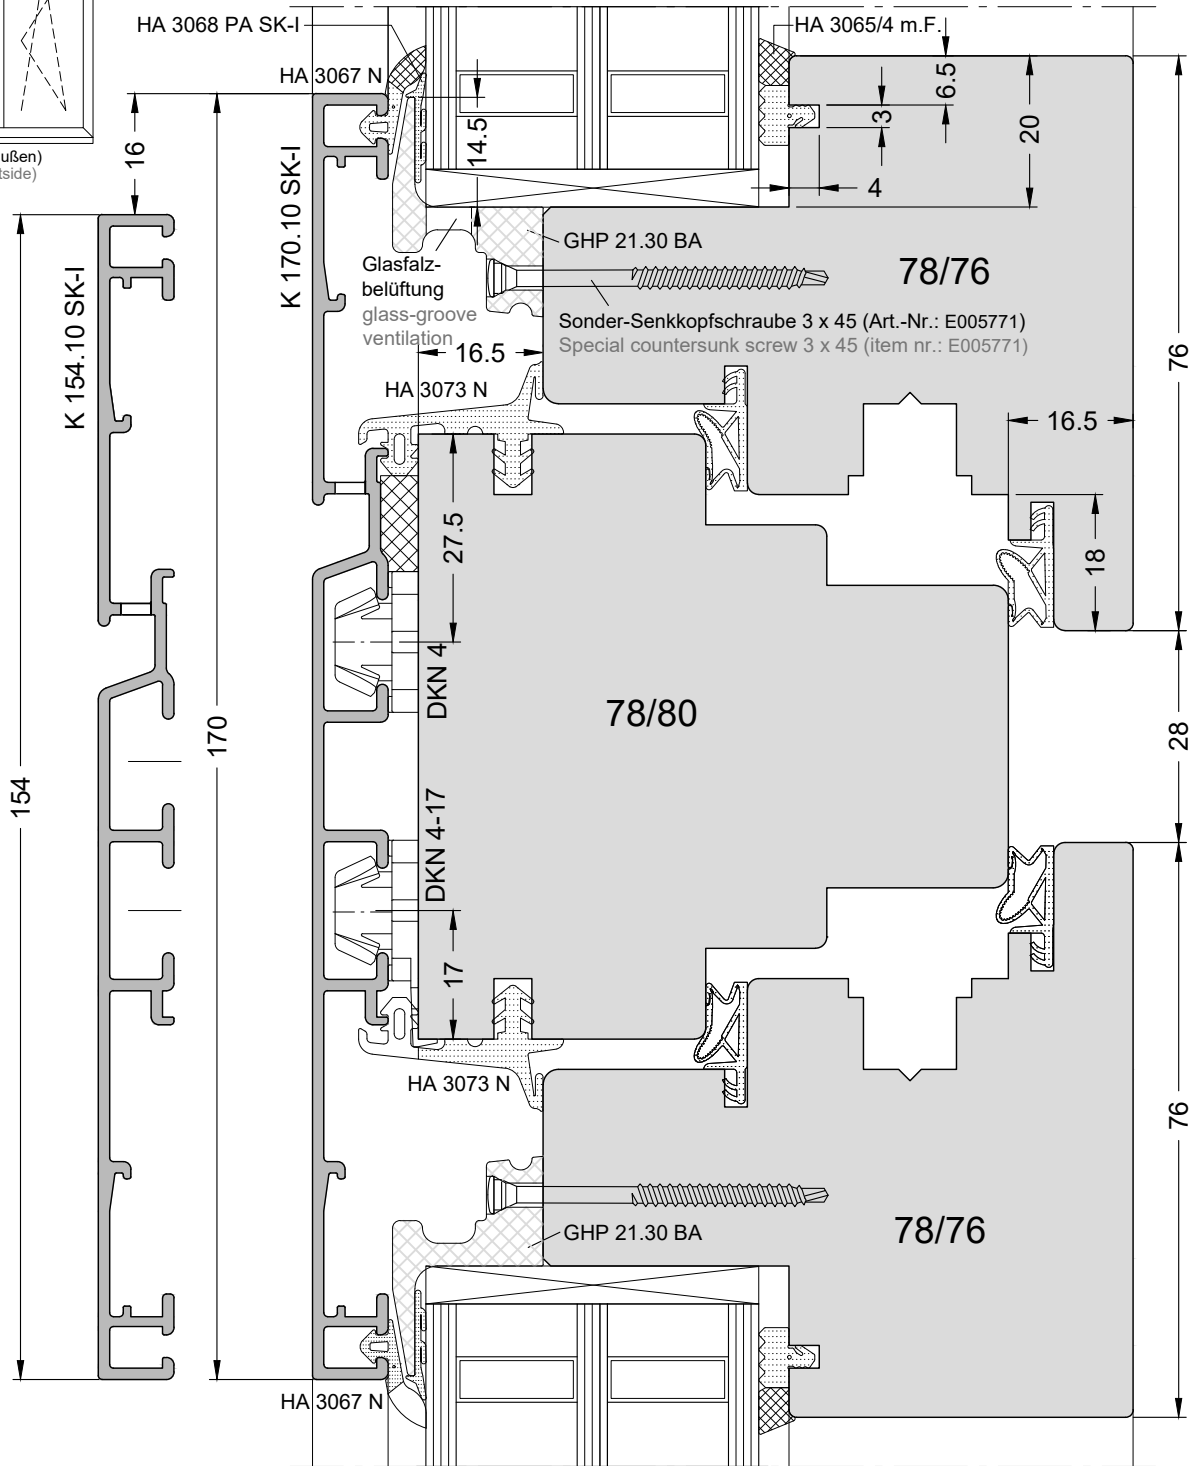 HA 3068 PA SK-I
HA 3065/4 m.F.
HA 3067 N
ußen)
tside)
16
14.5
6.5
3
20
4
K 170.10 SK-I
K 154.10 SK-I
GHP 21.30 BA
78/76
Glasfalz-
belüftung
glass-groove
ventilation
Sonder-Senkkopfschraube 3 x 45 (Art.-Nr.: E005771)
Special countersunk screw 3 x 45 (item nr.: E005771)
16.5
HA 3073 N
76
16.5
27.5
18
DKN 4
78/80
28
170
154
DKN 4-17
17
HA 3073 N
76
GHP 21.30 BA
78/76
HA 3067 N